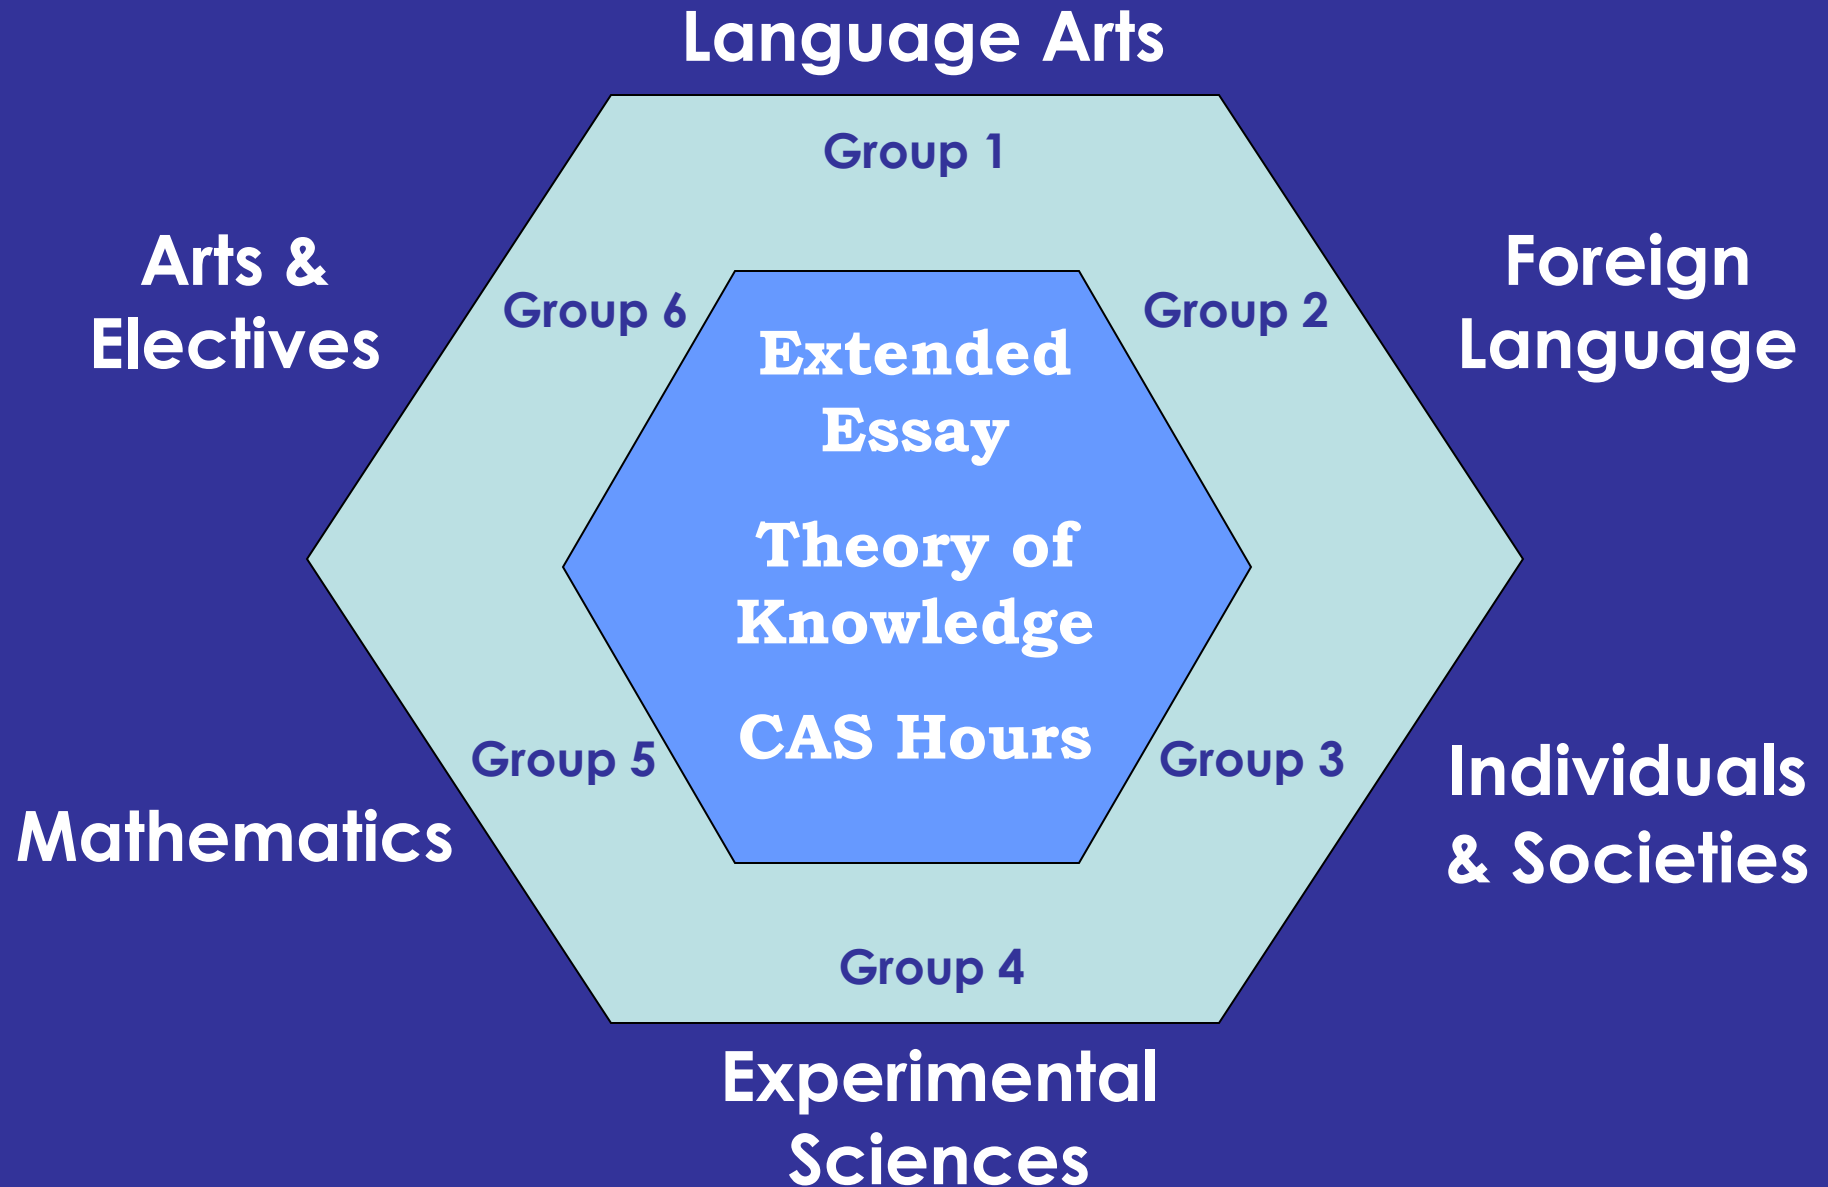 Language Arts
Group 1
Arts &
Electives
Group 6
Group 2
Foreign
Language
Extended
Essay
Theory of
Knowledge
CAS Hours
Group 5
Group 3
Mathematics
Individuals
& Societies
Group 4
Experimental
Sciences